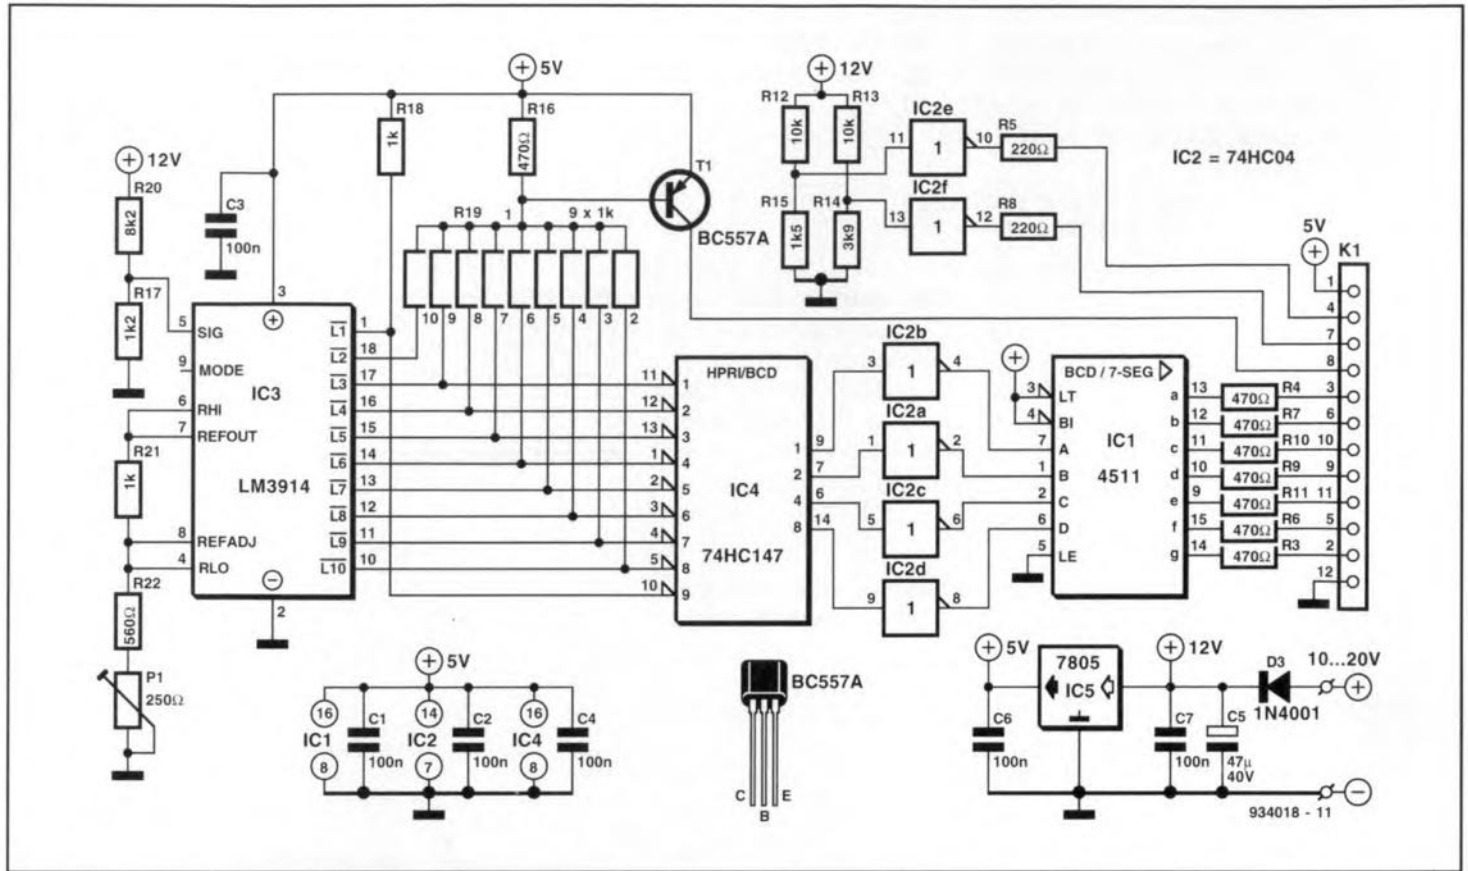 5V
12V
R18
1k
R16
470Ω
T1
BC557A
R12
10k
R13
10k
IC2e
11
1
10
R5
220Ω
IC2 = 74HC04
12V
R20
8k2
C3
100n
R19
1
9 x 1k
R15
1k5
R14
3k9
IC2f
13
1
12
R8
220Ω
5V
K1
R17
1k2
10
9
8
7
6
5
4
3
2
3
5
SIG
9
MODE
6
RHI
7
REFOUT
8
REFADJ
4
RLO
2
IC3
LM3914
L1
1
L2
18
L3
17
L4
16
L5
15
L6
14
L7
13
L8
12
L9
11
L10
10
R21
1k
R22
560Ω
P1
250Ω
HPRI/BCD
IC4
74HC147
11
1
12
2
13
3
1
4
2
5
3
6
4
7
5
8
10
9
1
9
2
7
4
6
8
14
IC2b
3
1
4
IC2a
1
1
2
IC2c
5
1
6
IC2d
9
1
8
BCD / 7-SEG
IC1
4511
3
LT
4
BI
7
A
1
B
2
C
6
D
5
LE
a
13
R4
470Ω
b
12
R7
470Ω
c
11
R10
470Ω
d
10
R9
470Ω
e
9
R11
470Ω
f
15
R6
470Ω
g
14
R3
470Ω
1
4
7
8
3
6
10
9
11
5
2
12
5V
16
IC1
8
C1
100n
14
IC2
7
C2
100n
16
IC4
8
C4
100n
BC557A
C
B
E
5V
7805
IC5
12V
D3
1N4001
10...20V
C6
100n
C7
100n
C5
47µ
40V
934018 - 11